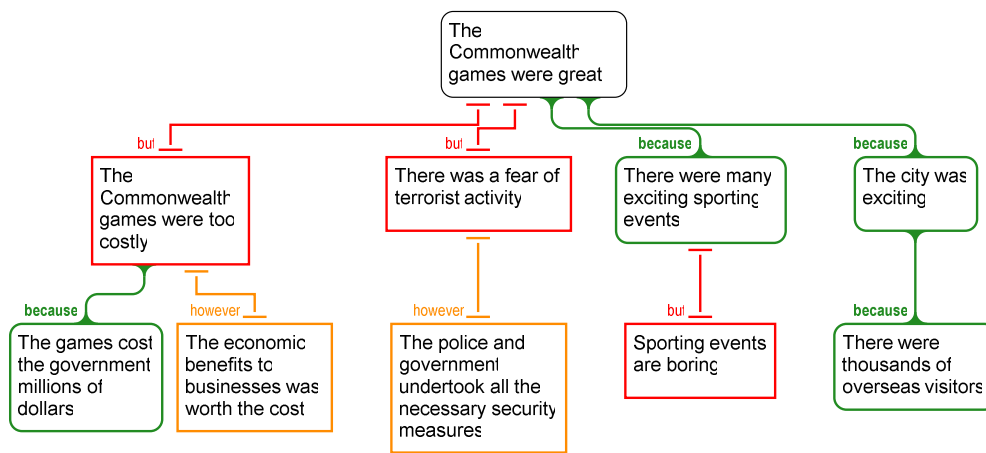 The
Commonwealth
games were great
but
but
because
because
The
Commonwealth
games were too
costly
There was a fear of
terrorist activity
There were many
exciting sporting
events
The city was
exciting
because
however
however
but
because
The games cost
the government
millions of
dollars
The economic
benefits to
businesses was
worth the cost
The police and
government
undertook all the
necessary security
measures
Sporting events
are boring
There were
thousands of
overseas visitors